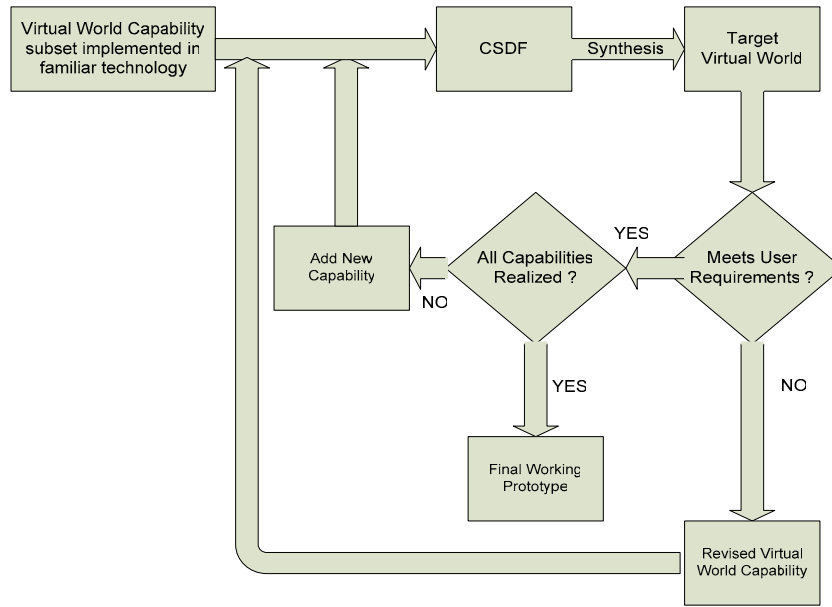 Virtual World Capability
subset implemented in
familiar technology
CSDF
Synthesis
Target
Virtual World
YES
Add New
Capability
All Capabilities
Realized ?
Meets User
Requirements ?
NO
YES
NO
Final Working
Prototype
Revised Virtual
World Capability